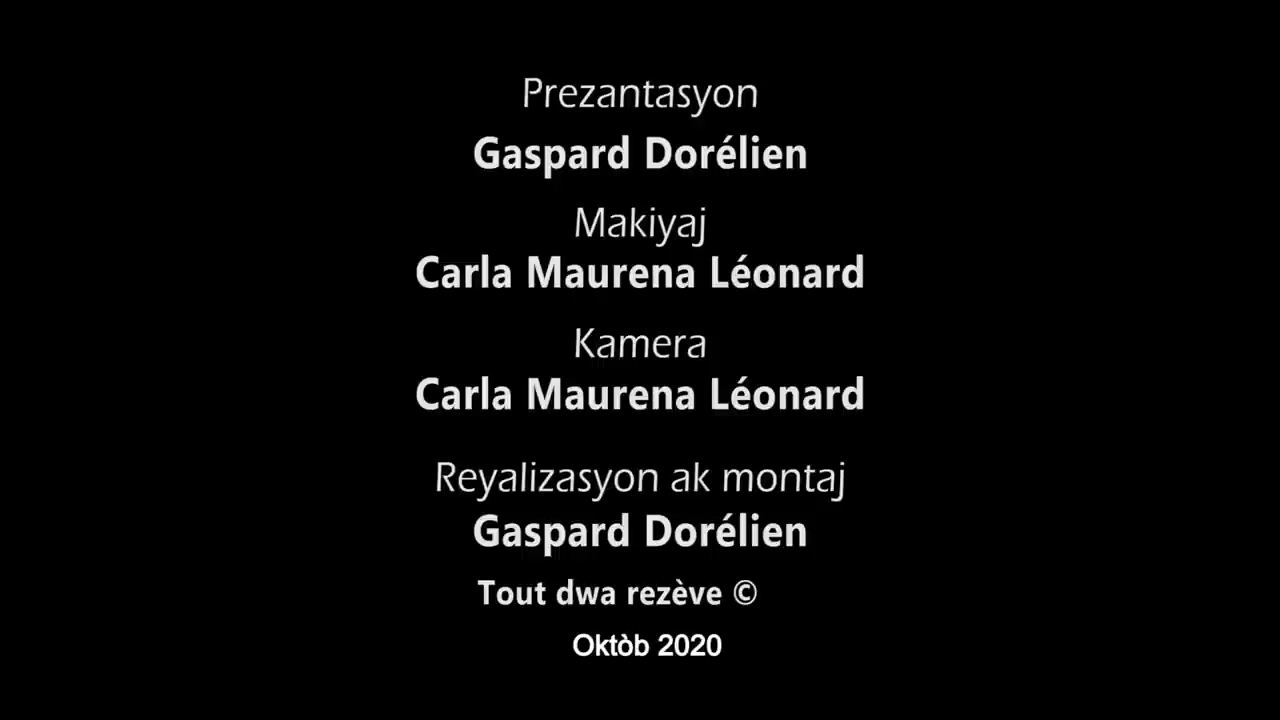 Prezantasyon
Gaspard Dorélien
Makiyaj
Carla Maurena Léonard
Kamera
Carla Maurena Léonard
Reyalizasyon ak montaj
Gaspard Dorélien
Tout dwa rezève ©
Oktòb 2020